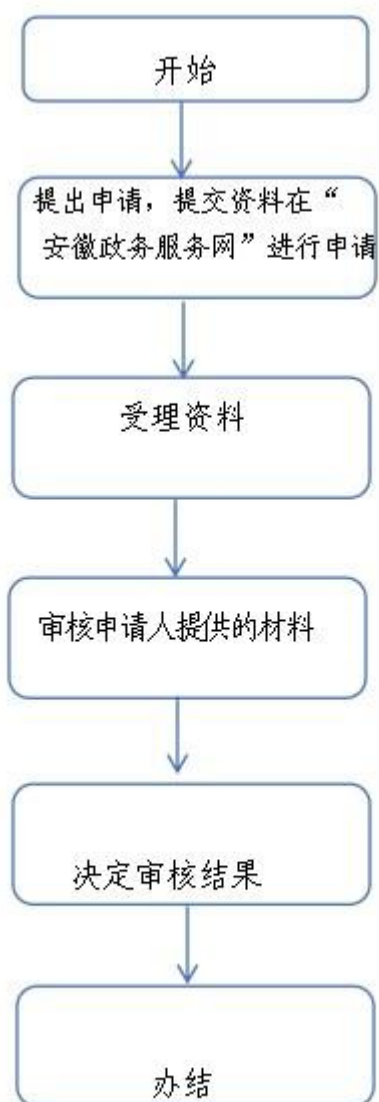 开始
提出申请，提交资料在“
安徽政务服务网”进行申请
受理资料
审核申请人提供的材料
决定审核结果
办结